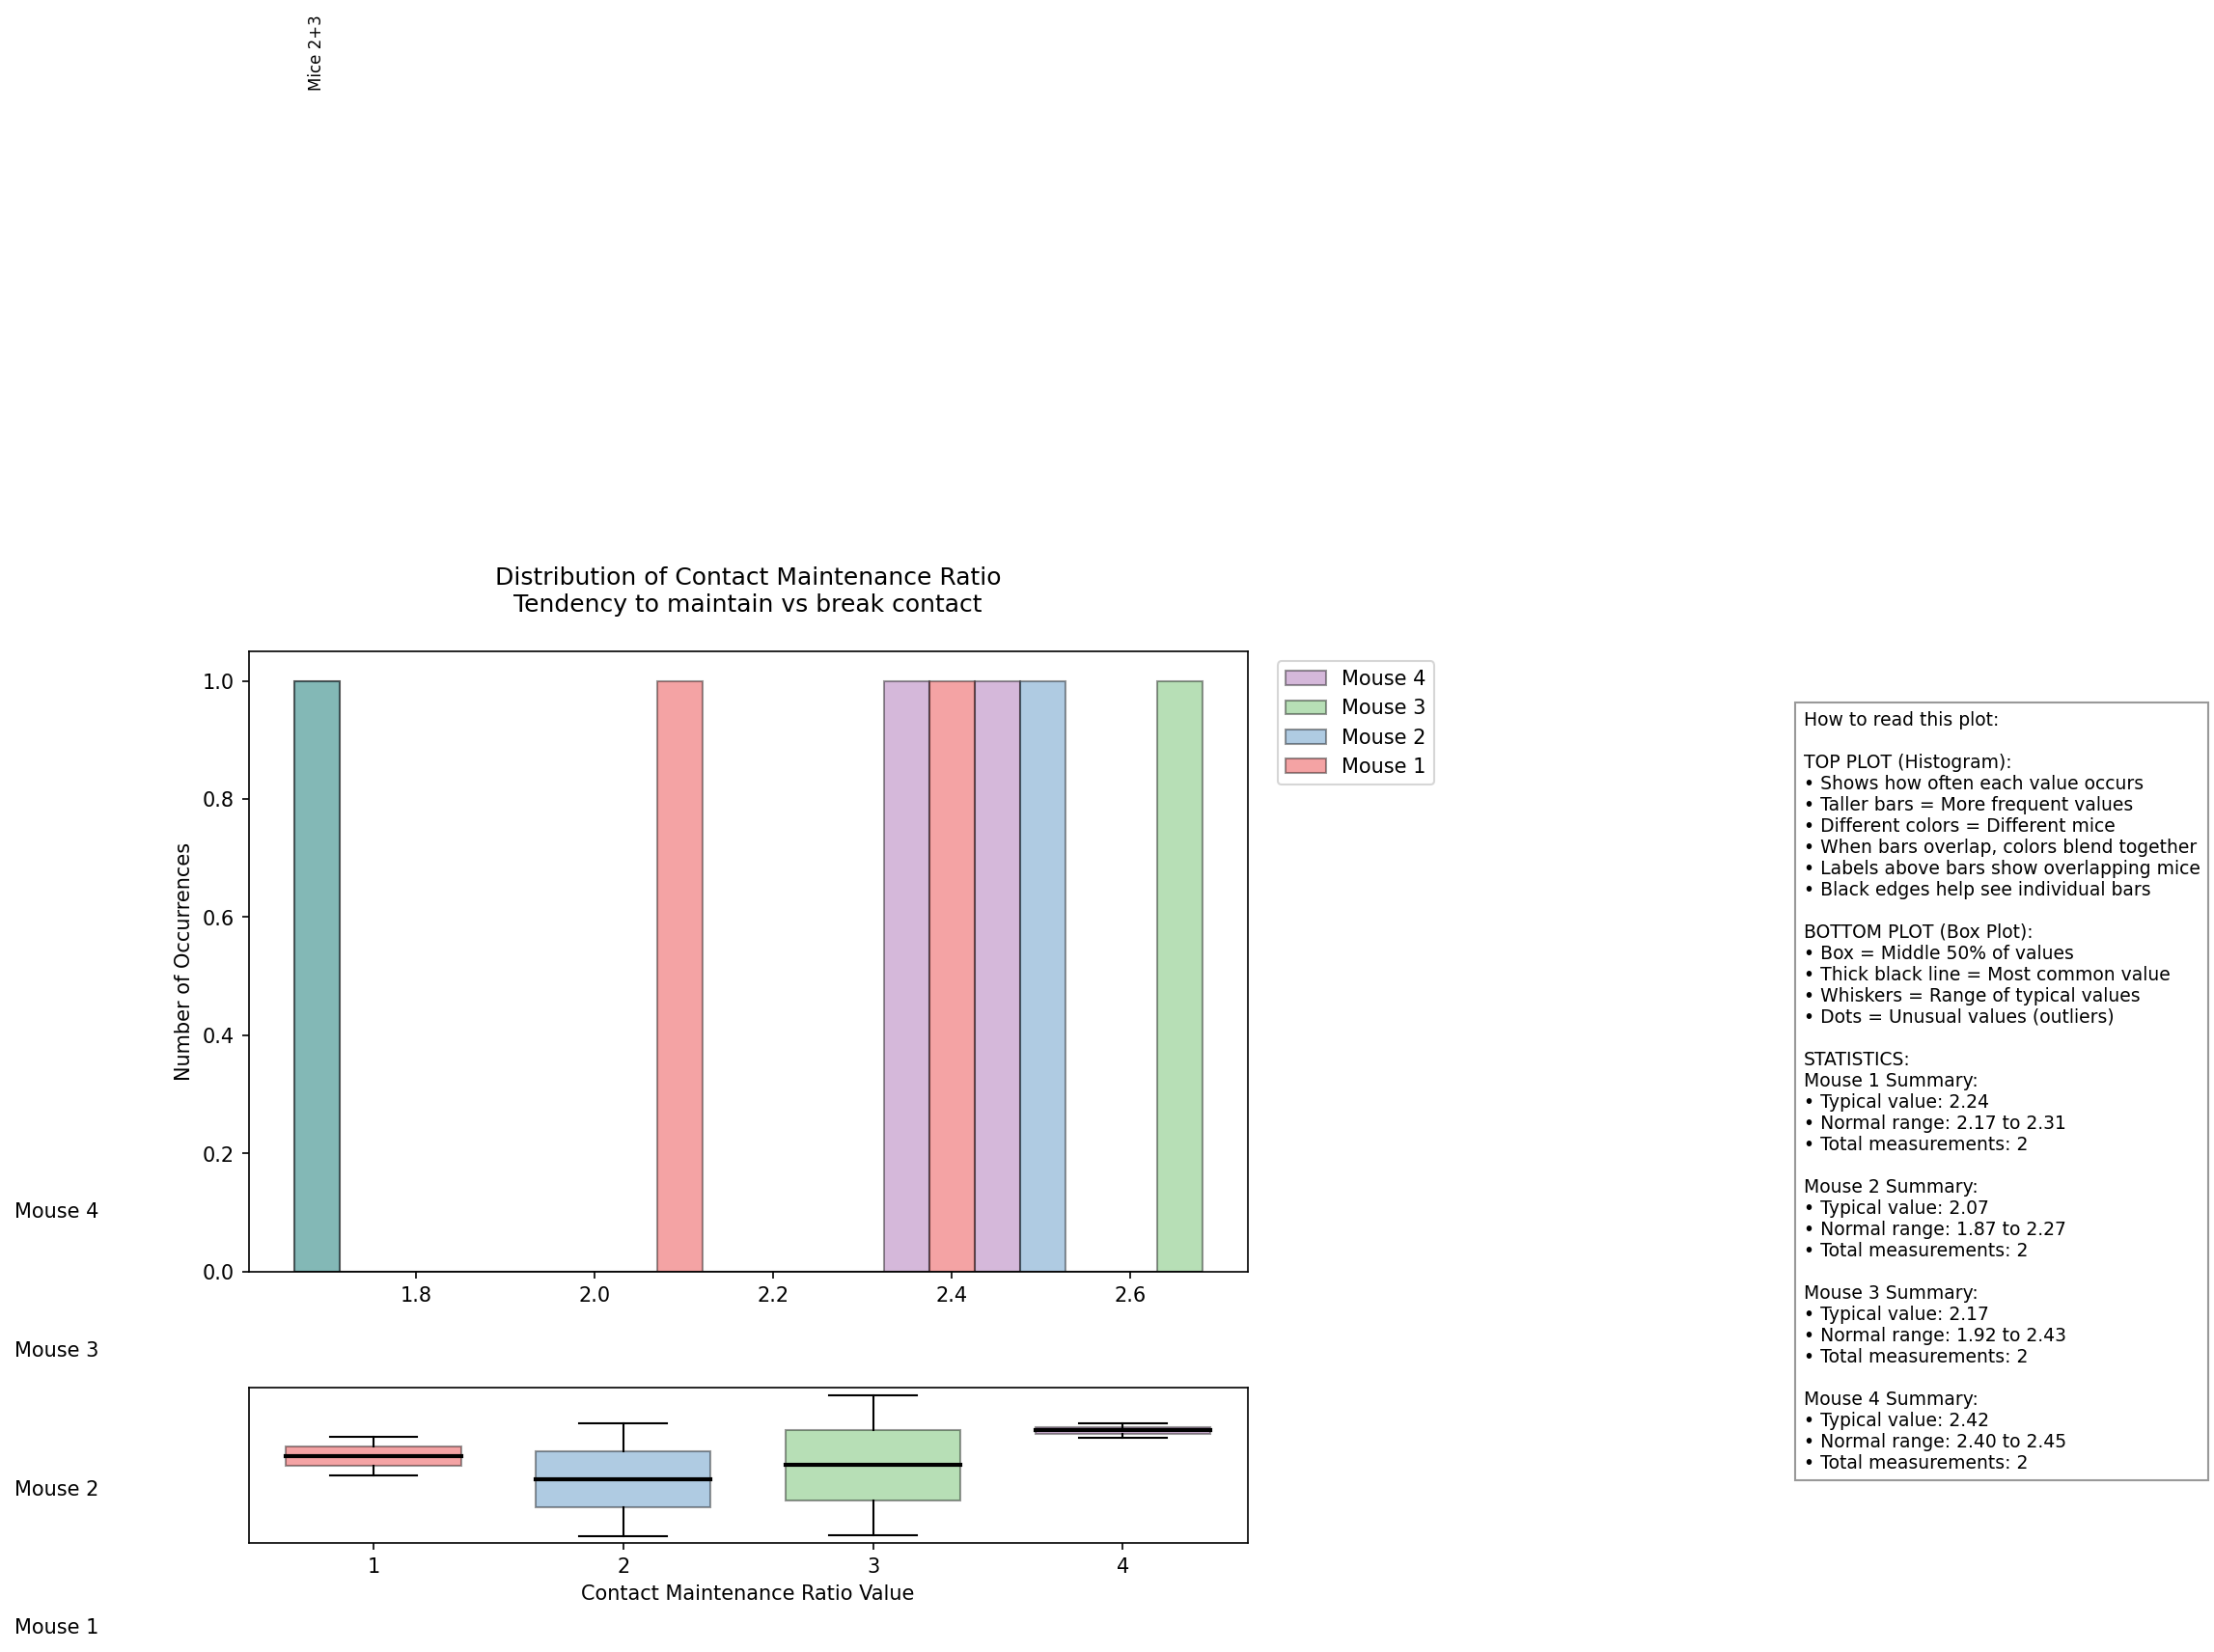 Mice 2+3
Distribution of Contact Maintenance Ratio
Tendency to maintain vs break contact
1.0
0.8
0.6
0.4
0.2
0.0
Number of Occurrences
1.8
2.0
2.2
2.4
2.6
Mouse 4
Mouse 3
Mouse 2
Mouse 1
Mouse 4
Mouse 3
Mouse 2
Mouse 1
1
2
3
4
Contact Maintenance Ratio Value
How to read this plot:
TOP PLOT (Histogram):
• Shows how often each value occurs
• Taller bars = More frequent values
• Different colors = Different mice
• When bars overlap, colors blend together
• Labels above bars show overlapping mice
• Black edges help see individual bars
BOTTOM PLOT (Box Plot):
• Box = Middle 50% of values
• Thick black line = Most common value
• Whiskers = Range of typical values
• Dots = Unusual values (outliers)
STATISTICS:
Mouse 1 Summary:
• Typical value: 2.24
• Normal range: 2.17 to 2.31
• Total measurements: 2
Mouse 2 Summary:
• Typical value: 2.07
• Normal range: 1.87 to 2.27
• Total measurements: 2
Mouse 3 Summary:
• Typical value: 2.17
• Normal range: 1.92 to 2.43
• Total measurements: 2
Mouse 4 Summary:
• Typical value: 2.42
• Normal range: 2.40 to 2.45
• Total measurements: 2